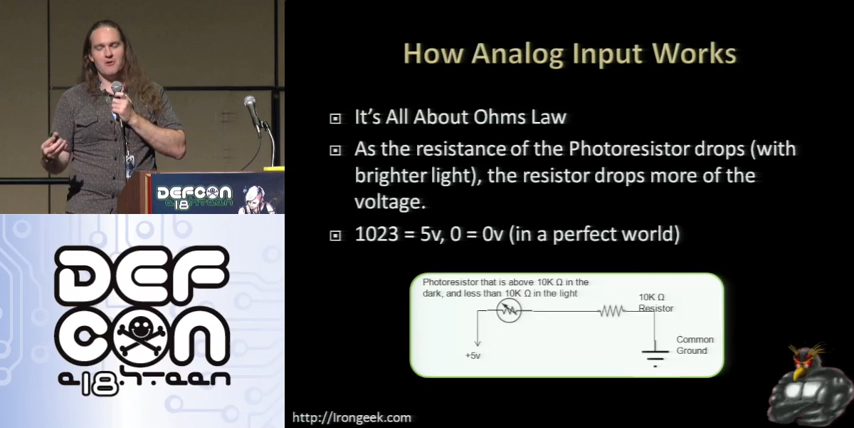 How Analog Input Works
It's All About Ohms Law
As the resistance of the Photoresistor drops (with
brighter light), the resistor drops more of the
voltage.
1023 = 5v, 0 = 0v (in a perfect world)
Photoresistor that is above 10K Ω in the
dark, and less than 10K Ω in the light
10K Ω
Resistor
+5v
Common
Ground
http://Irongeek.com
DEFCON
18
DEF
CON
e18hteen